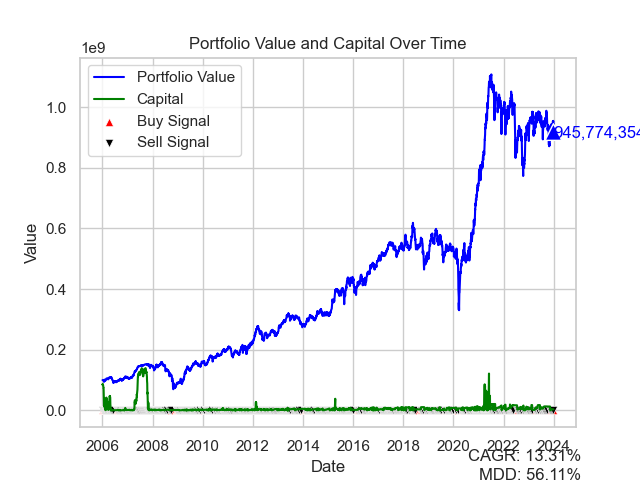 Portfolio Value and Capital Over Time
1e9
Portfolio Value
Capital
Buy Signal
Sell Signal
1.0
0.8
0.6
0.4
0.2
0.0
Value
945,774,354
2006 2008 2010 2012 2014 2016 2018 2020 2022 2024
Date
CAGR: 13.31%
MDD: 56.11%